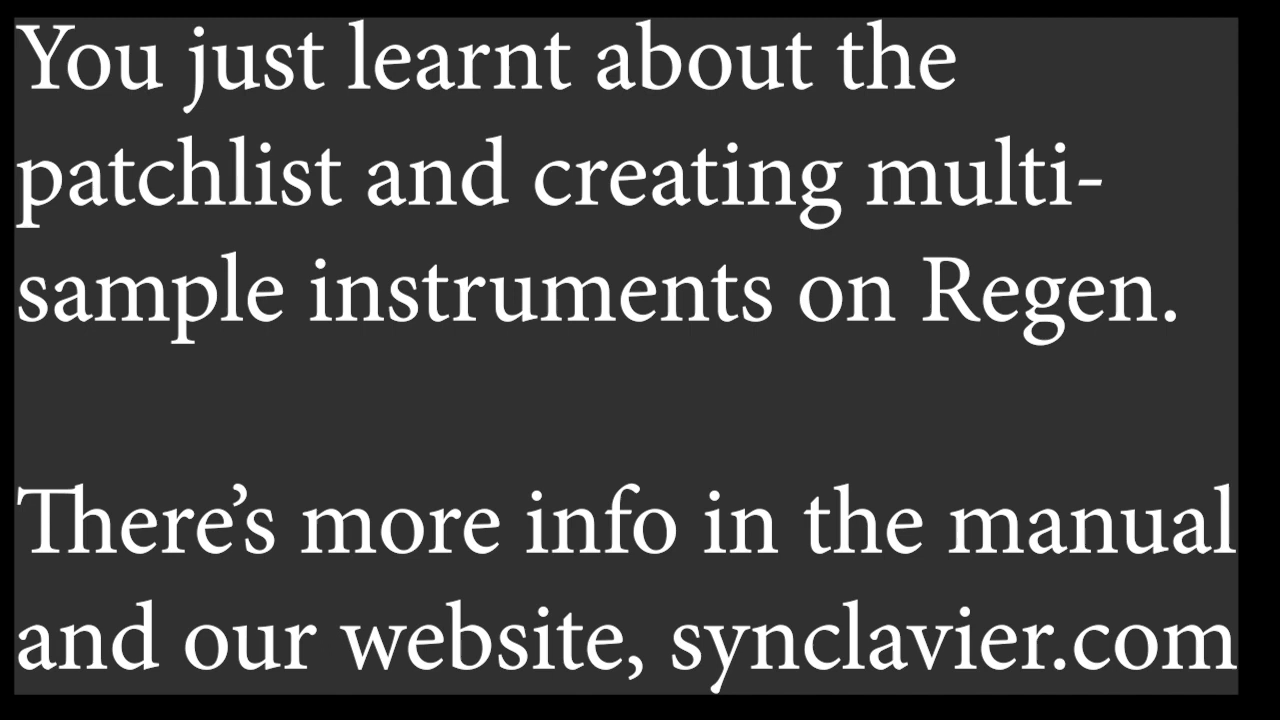 You just learnt about the
patchlist and creating multi-
sample instruments on Regen.
There’s more info in the manual
and our website, synclavier.com